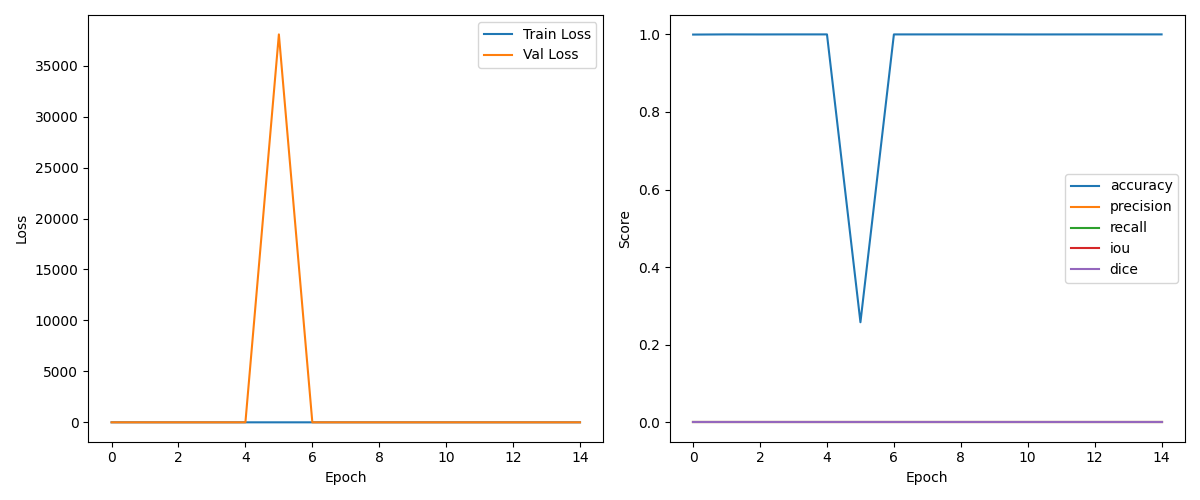 35000
30000
25000
20000
15000
10000
5000
0
Loss
0 2 4 6 8 10 12 14
Epoch
Train Loss
Val Loss
1.0
0.8
0.6
0.4
0.2
0.0
Score
0 2 4 6 8 10 12 14
Epoch
accuracy
precision
recall
iou
dice